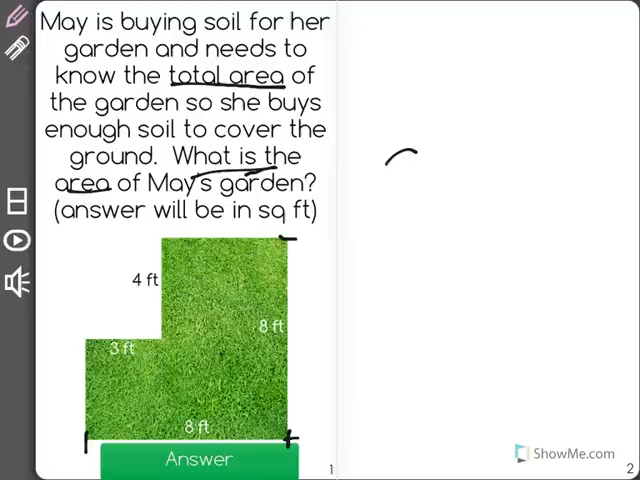 May is buying soil for her
garden and needs to
know the total area of
the garden so she buys
enough soil to cover the
ground. What is the
area of May's garden?
(answer will be in sq ft)
4 ft
8 ft
3 ft
8 ft
Answer
1
ShowMe.com
2